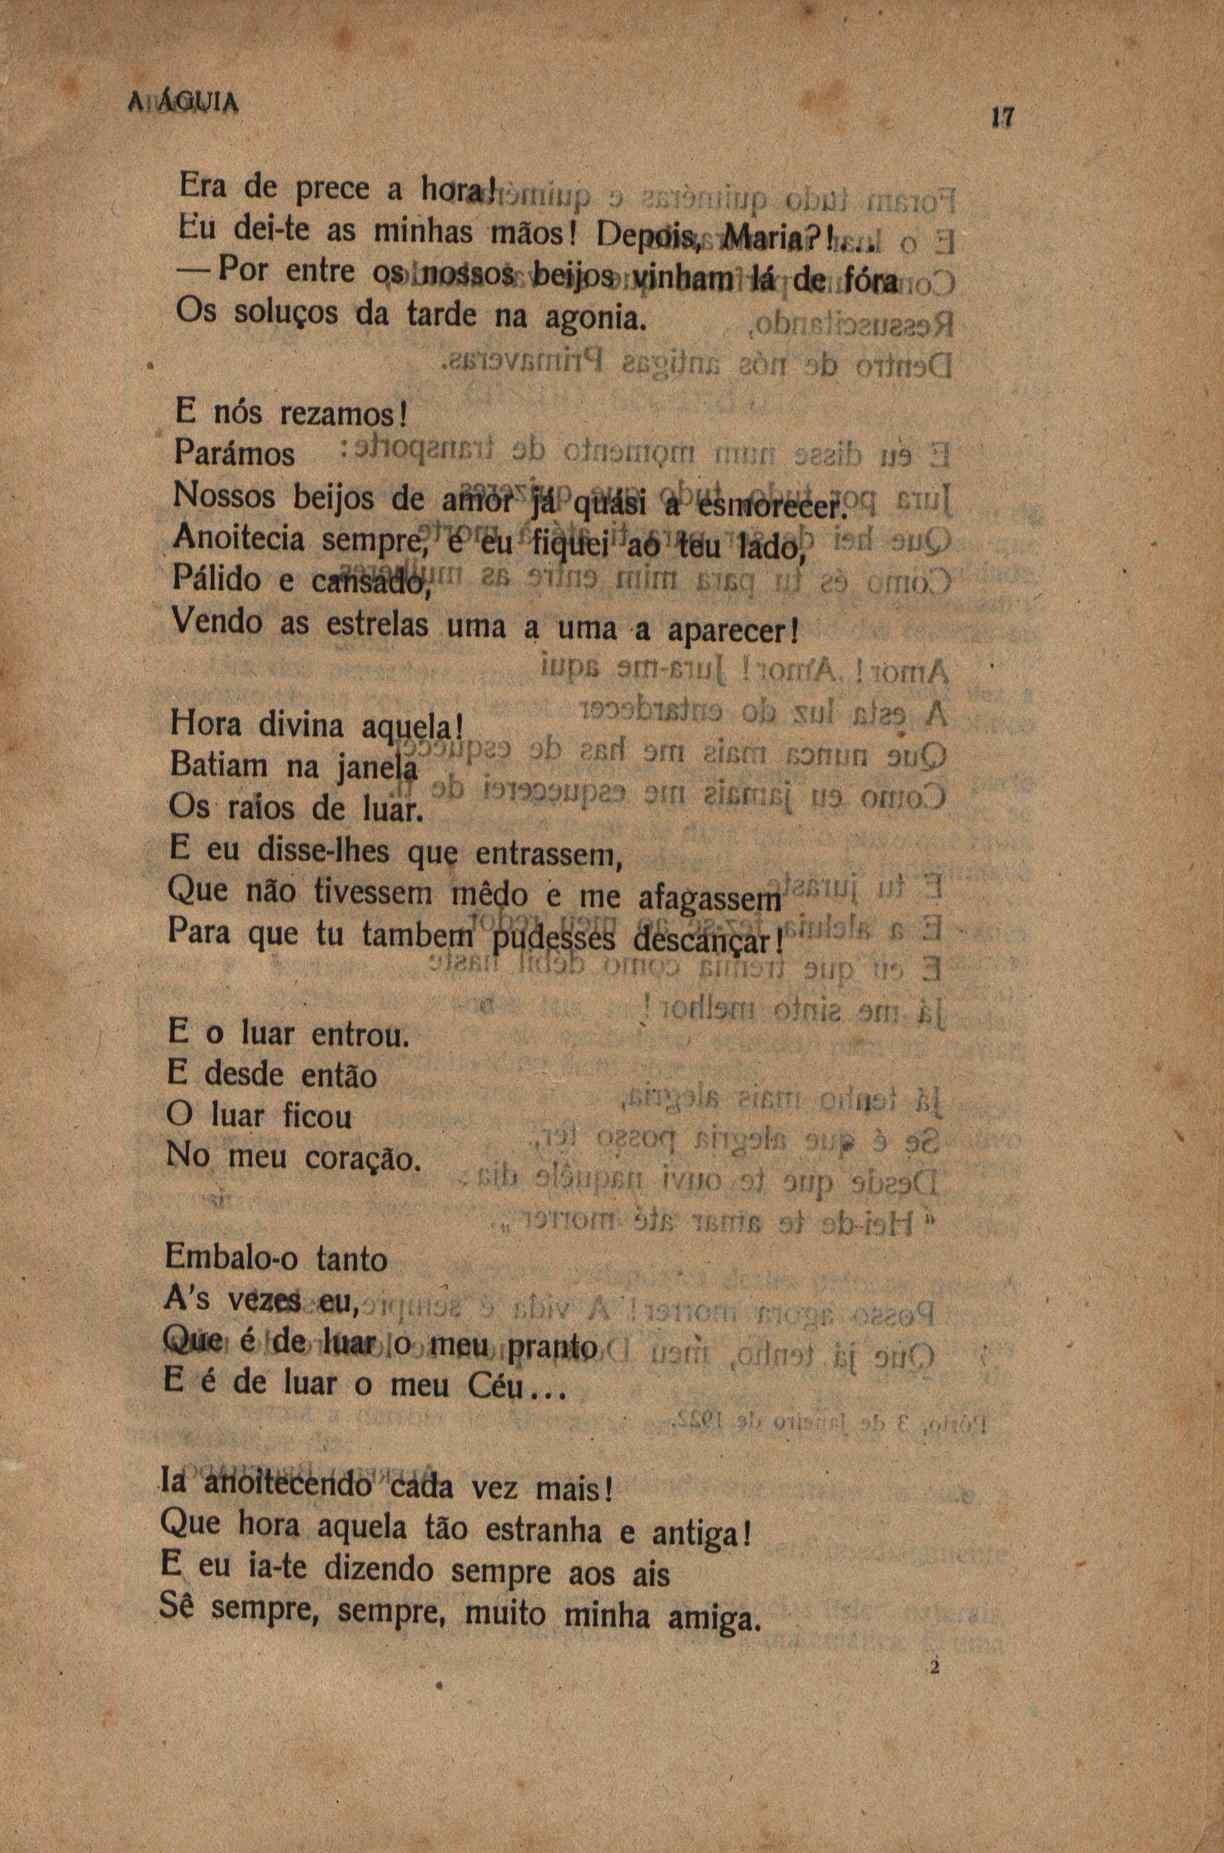 A ÁGUIA
17
Era de prece a hora!
Eu dei-te as minhas mãos! Depois, Maria?!...
— Por entre os nossos beijos vinham lá de fóra
Os soluços da tarde na agonia.
E nós rezamos!
Parámos
Nossos beijos de amôr já quási a esmorecer.
Anoitecia sempre, e eu fiquei ao teu lado,
Pálido e cansado,
Vendo as estrelas uma a uma a aparecer!
Hora divina aquela!
Batiam na janela
Os raios de luar.
E eu disse-lhes que entrassem,
Que não tivessem mêdo e me afagassem
Para que tu tambem pudesses descançar!
E o luar entrou.
E desde então
O luar ficou
No meu coração.
Embalo-o tanto
A's vezes eu,
Que é de luar o meu pranto
E é de luar o meu Céu...
Ia anoitecendo cada vez mais!
Que hora aquela tão estranha e antiga!
E eu ia-te dizendo sempre aos ais
Sê sempre, sempre, muito minha amiga.
2